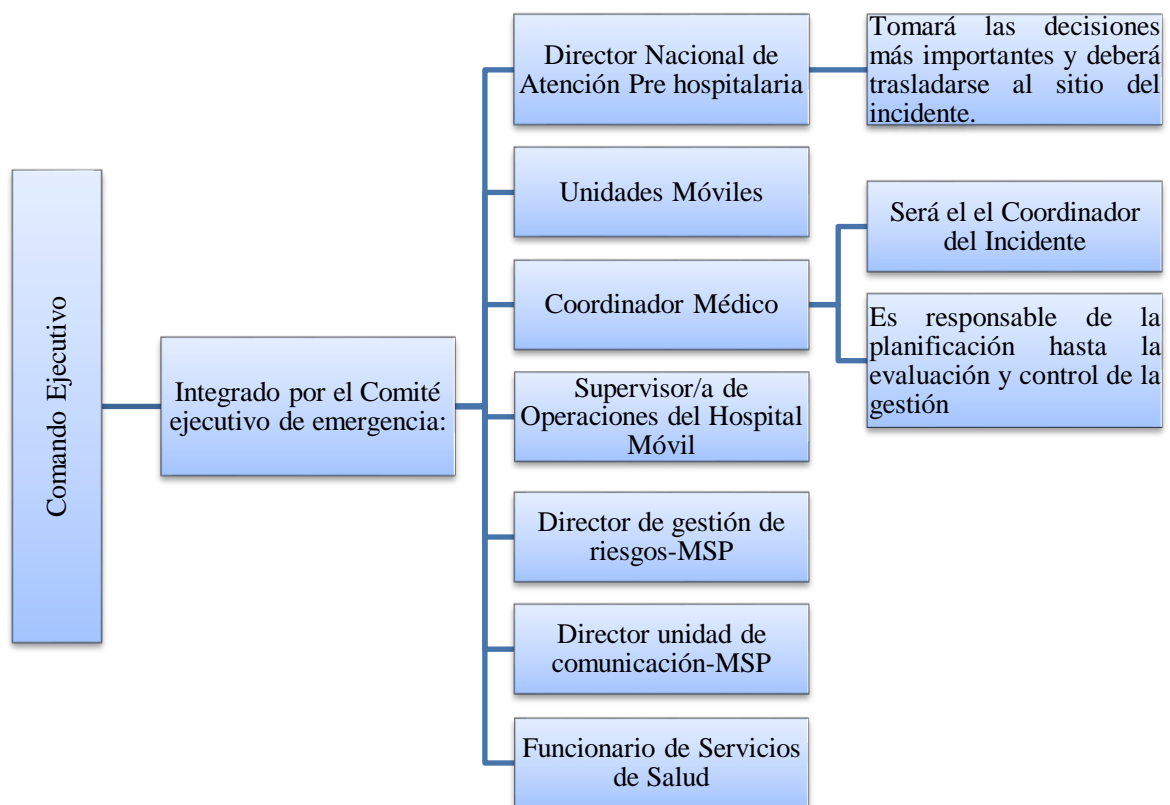 Comando Ejecutivo
Integrado por el Comité
ejecutivo de emergencia:
Director Nacional de
Atención Pre hospitalaria
Tomará las decisiones
más importantes y deberá
trasladarse al sitio del
incidente.
Unidades Móviles
Coordinador Médico
Será el el Coordinador
del Incidente
Es responsable de la
planificación hasta la
evaluación y control de la
gestión
Supervisor/a de
Operaciones del Hospital
Móvil
Director de gestión de
riesgos-MSP
Director unidad de
comunicación-MSP
Funcionario de Servicios
de Salud